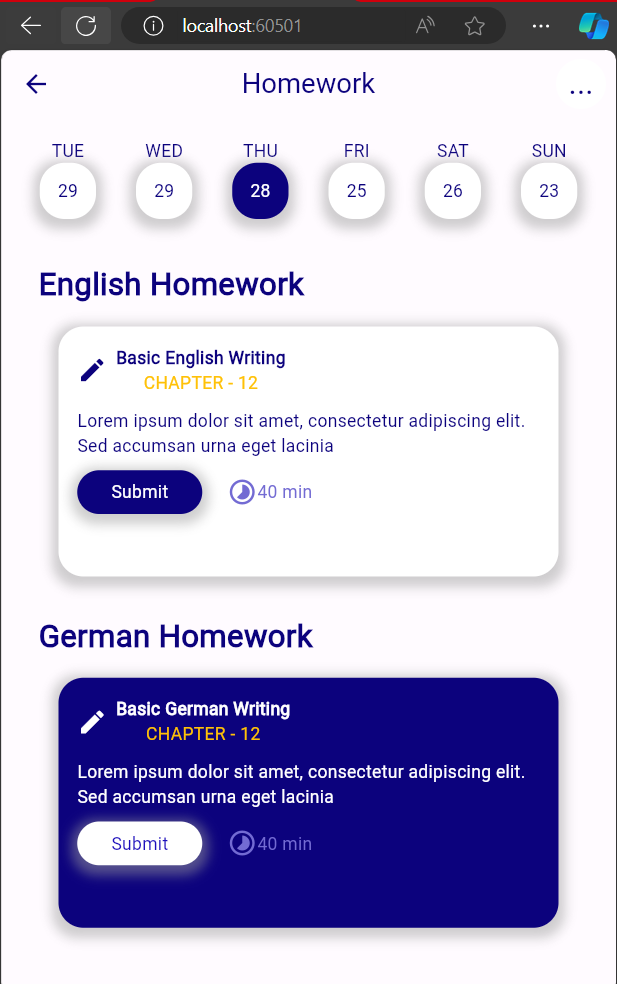 localhost:60501
Homework
...
TUE WED THU FRI SAT SUN
29 29 28 25 26 23
English Homework
Basic English Writing
CHAPTER - 12
Lorem ipsum dolor sit amet, consectetur adipiscing elit.
Sed accumsan urna eget lacinia
Submit 40 min
German Homework
Basic German Writing
CHAPTER - 12
Lorem ipsum dolor sit amet, consectetur adipiscing elit.
Sed accumsan urna eget lacinia
Submit 40 min